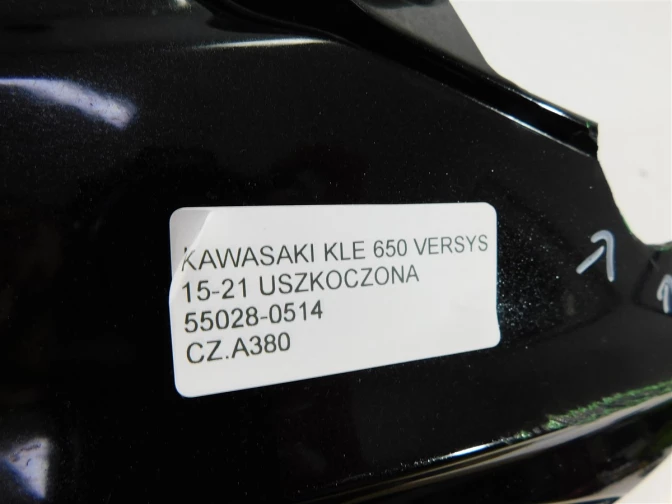 KAWASAKI KLE 650 VERSYS
15-21 USZKOCZONA
55028-0514
CZ.A380